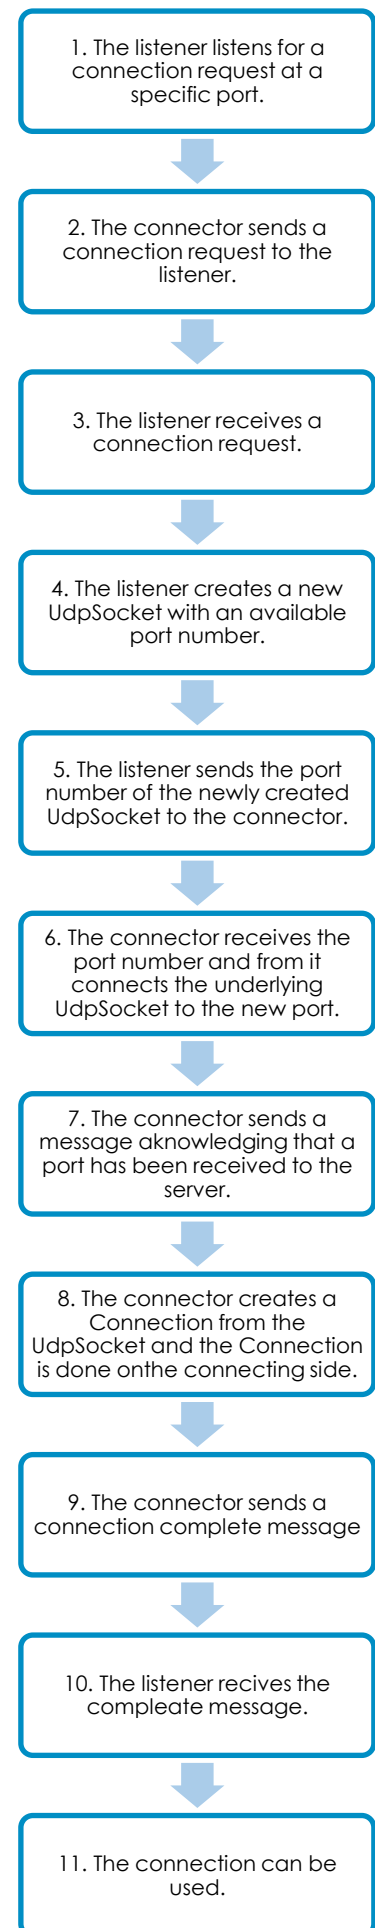 1. The listener listens for a
connection request at a
specific port.
2. The connector sends a
connection request to the
listener.
3. The listener receives a
connection request.
4. The listener creates a new
UdpSocket with an available
port number.
5. The listener sends the port
number of the newly created
UdpSocket to the connector.
6. The connector receives the
port number and from it
connects the underlying
UdpSocket to the new port.
7. The connector sends a
message aknowledging that a
port has been received to the
server.
8. The connector creates a
Connection from the
UdpSocket and the Connection
is done onthe connecting side.
9. The connector sends a
connection complete message
10. The listener recives the
compleate message.
11. The connection can be
used.